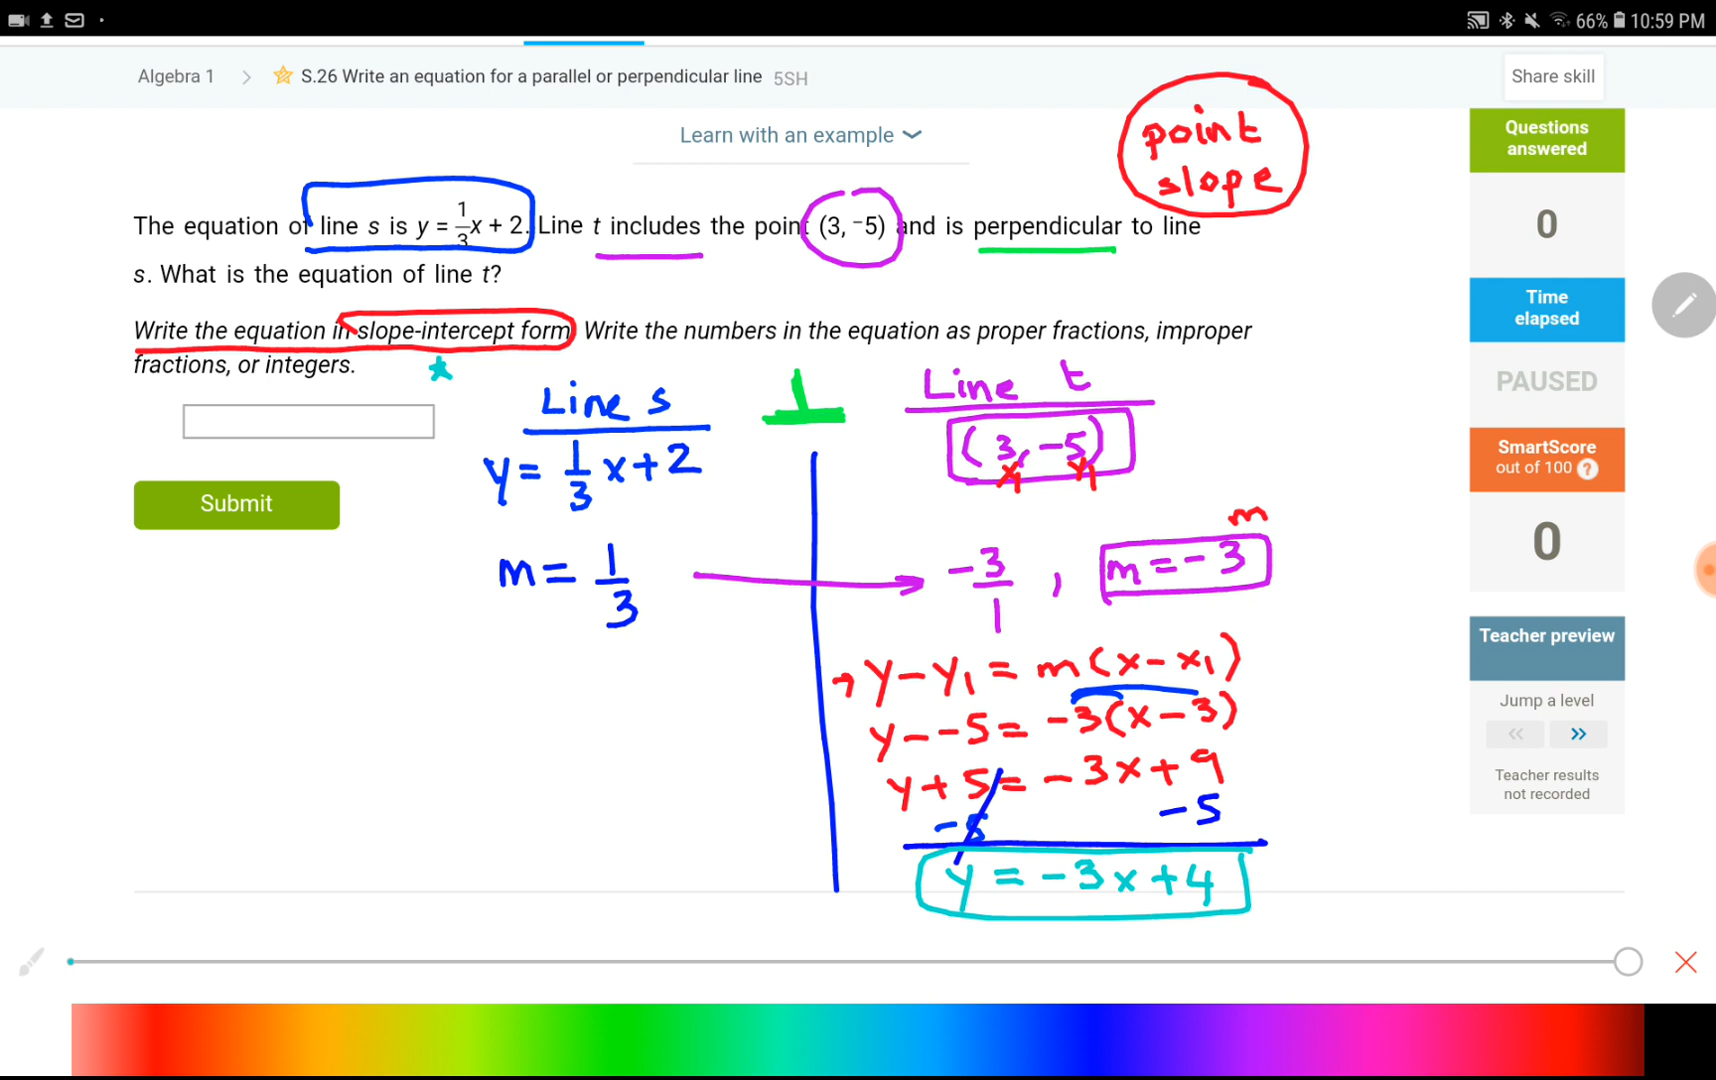 66% 10:59 PM
Algebra 1 > S.26 Write an equation for a parallel or perpendicular line 5SH
Share skill
Learn with an example
point
slope
The equation of line s is y = 1/3x + 2. Line t includes the point (3, -5) and is perpendicular to line
s. What is the equation of line t?
Write the equation in slope-intercept form. Write the numbers in the equation as proper fractions, improper
fractions, or integers.
Submit
Line s
y = 1/3 x + 2
m = 1/3
⊥
Line t
(3, -5)
x1 y1
m
-3/1 , m = -3
y - y1 = m(x - x1)
y - -5 = -3(x - 3)
y + 5 = -3x + 9
-5 -5
y = -3x + 4
Questions
answered
0
Time
elapsed
PAUSED
SmartScore
out of 100 ?
0
Teacher preview
Jump a level
<< >>
Teacher results
not recorded